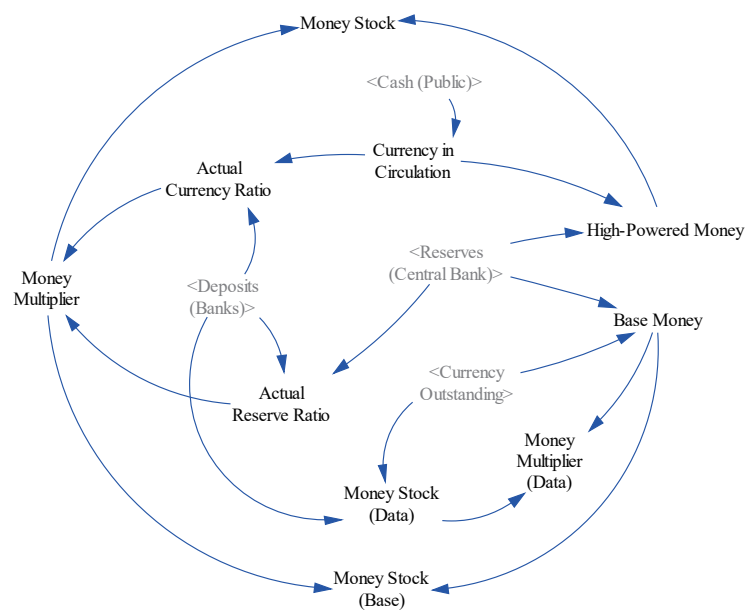 Money Stock
<Cash (Public)>
Currency in
Circulation
Actual
Currency Ratio
High-Powered Money
<Reserves
(Central Bank)>
Money
Multiplier
<Deposits
(Banks)>
Base Money
<Currency
Outstanding>
Actual
Reserve Ratio
Money
Multiplier
(Data)
Money Stock
(Data)
Money Stock
(Base)